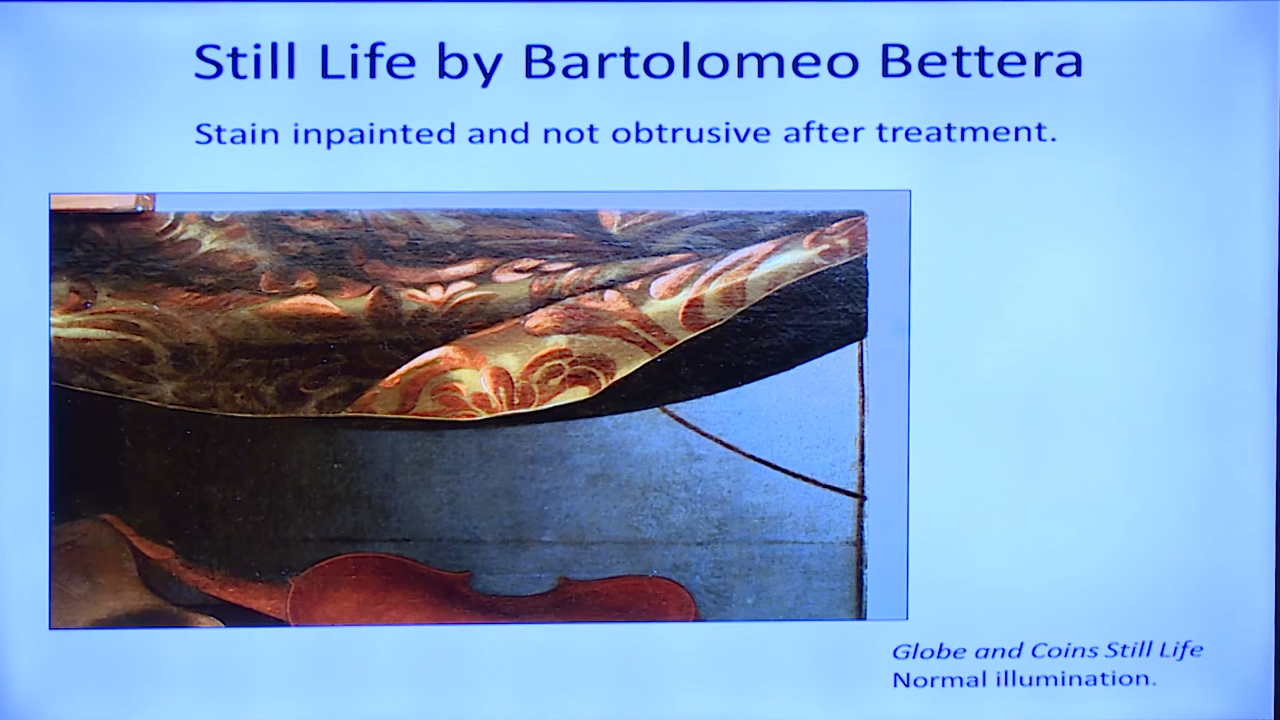 Still Life by Bartolomeo Bettera
Stain inpainted and not obtrusive after treatment.
Globe and Coins Still Life
Normal illumination.